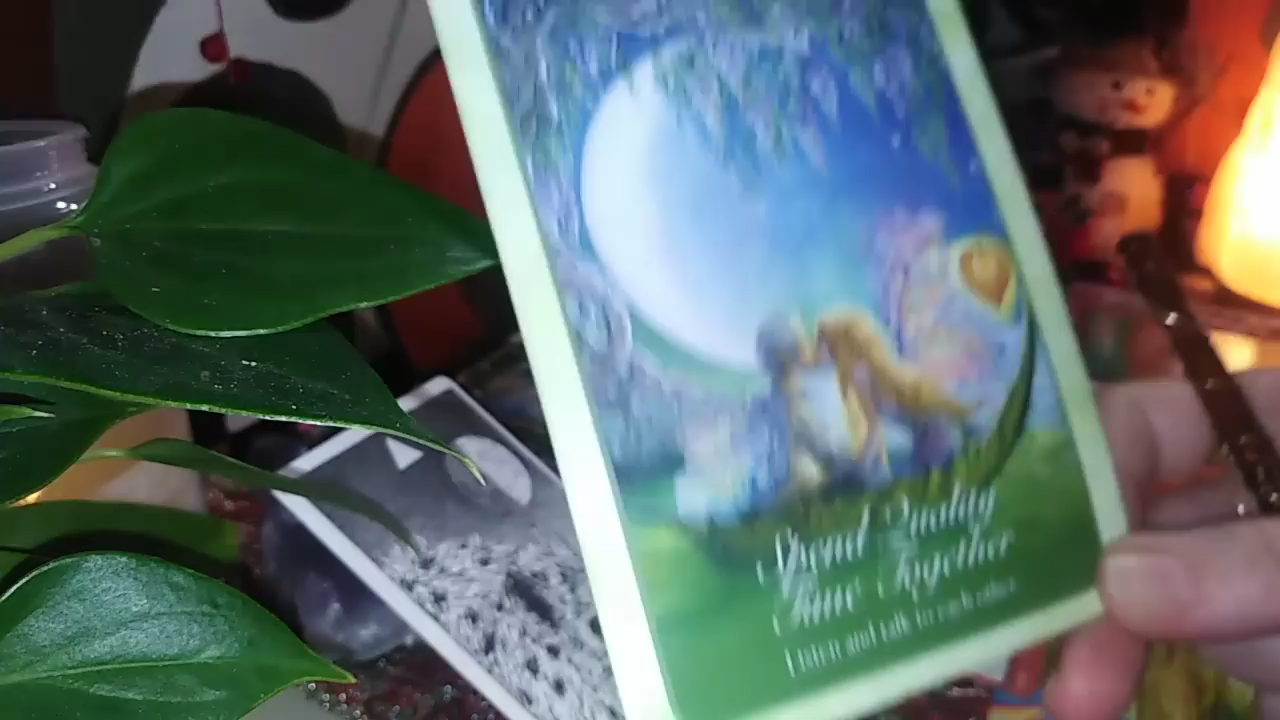 Spend Quality
Time Together
Listen and talk to each other